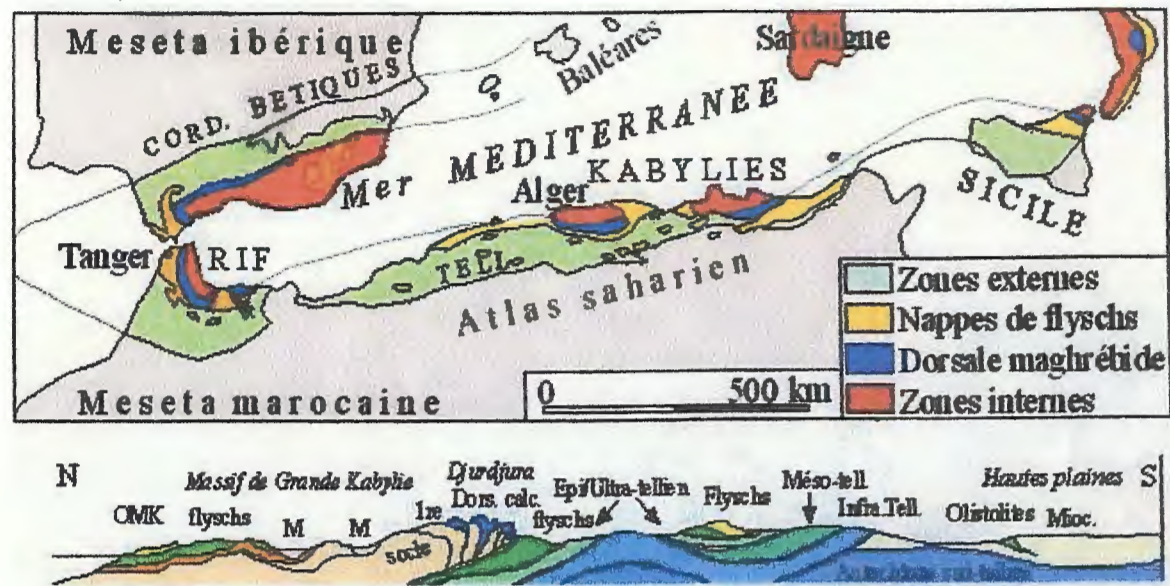 Meseta ibérique
CORD. BETIQUES
Baléares
Sardaigne
Mer MEDITERRANEE
Alger
KABYLIES
SICILE
Tanger
RIF
TELL
Atlas saharien
Meseta marocaine
0 500 km
Zones externes
Nappes de flyschs
Dorsale maghrébide
Zones internes
N
Massif de Grande Kabylie
Djurdjura
Dors. calc.
Epi/Ultra-tellien
Flyschs
Méso-tell
Hautes plaines
S
OMK
flyschs
M
M
1re
socle
flyschs
Infra Tell.
Olistolites
Mioc.